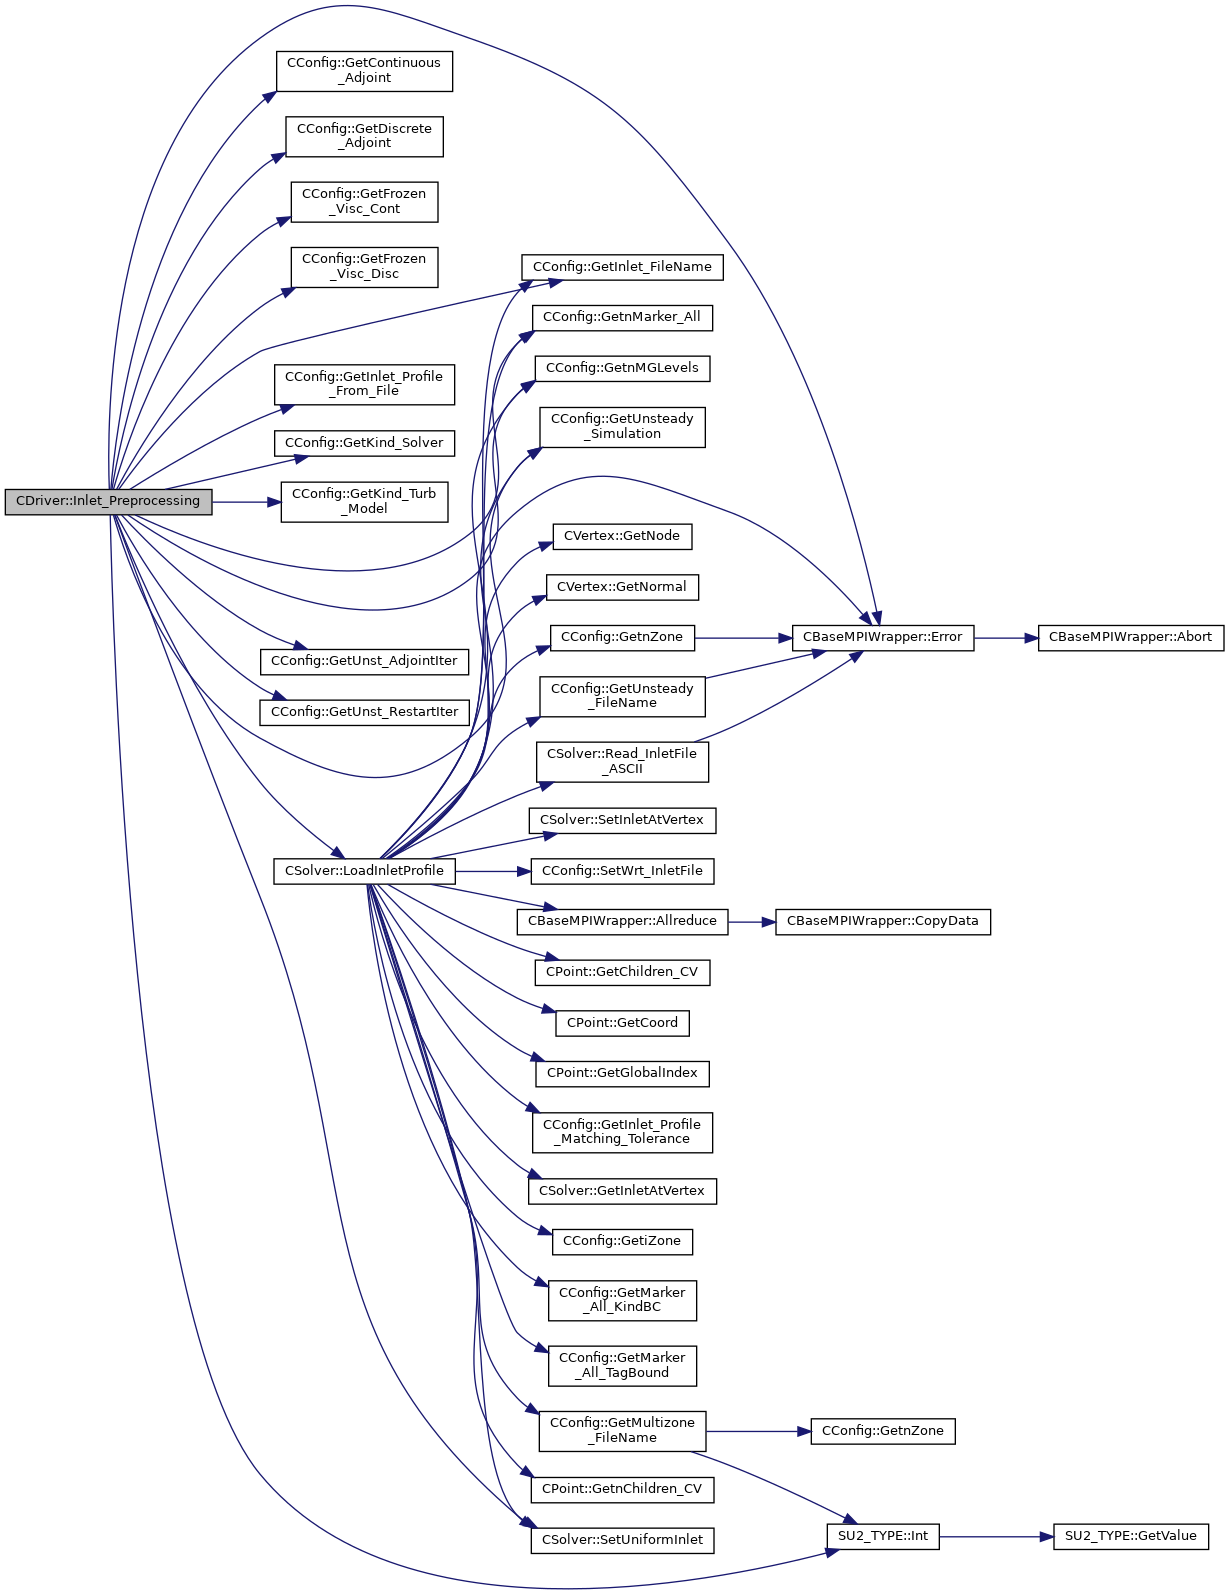 CConfig::GetContinuous
_Adjoint
CConfig::GetDiscrete
_Adjoint
CConfig::GetFrozen
_Visc_Cont
CConfig::GetFrozen
_Visc_Disc
CConfig::GetInlet_FileName
CConfig::GetnMarker_All
CConfig::GetnMGLevels
CConfig::GetInlet_Profile
_From_File
CConfig::GetUnsteady
_Simulation
CConfig::GetKind_Solver
CDriver::Inlet_Preprocessing
CConfig::GetKind_Turb
_Model
CVertex::GetNode
CVertex::GetNormal
CConfig::GetnZone
CBaseMPIWrapper::Error
CBaseMPIWrapper::Abort
CConfig::GetUnst_AdjointIter
CConfig::GetUnsteady
_FileName
CConfig::GetUnst_RestartIter
CSolver::Read_InletFile
_ASCII
CSolver::SetInletAtVertex
CSolver::LoadInletProfile
CConfig::SetWrt_InletFile
CBaseMPIWrapper::Allreduce
CBaseMPIWrapper::CopyData
CPoint::GetChildren_CV
CPoint::GetCoord
CPoint::GetGlobalIndex
CConfig::GetInlet_Profile
_Matching_Tolerance
CSolver::GetInletAtVertex
CConfig::GetiZone
CConfig::GetMarker
_All_KindBC
CConfig::GetMarker
_All_TagBound
CConfig::GetMultizone
_FileName
CConfig::GetnZone
CPoint::GetnChildren_CV
CSolver::SetUniformInlet
SU2_TYPE::Int
SU2_TYPE::GetValue